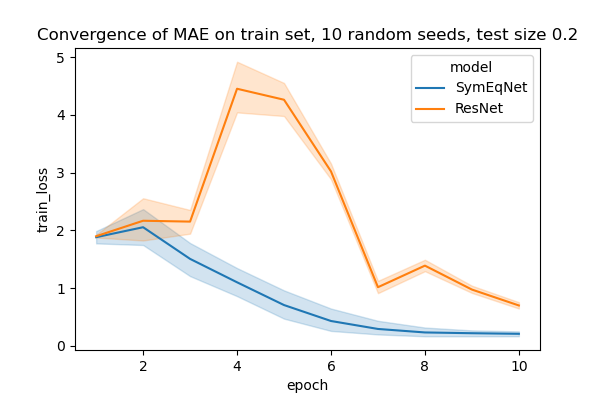 Convergence of MAE on train set, 10 random seeds, test size 0.2
5
4
3
2
1
0
train_loss
model
SymEqNet
ResNet
2
4
6
8
10
epoch